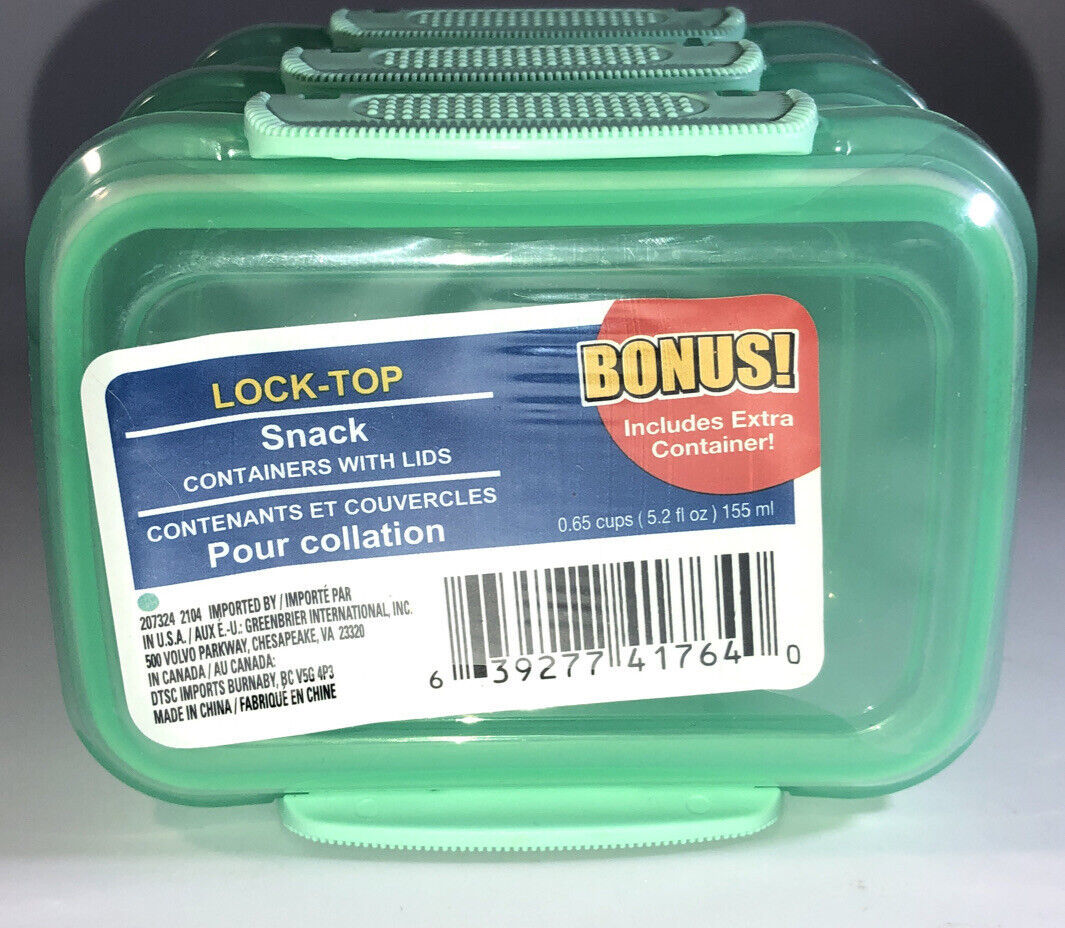 LOCK-TOP
Snack
CONTAINERS WITH LIDS
CONTENANTS ET COUVERCLES
Pour collation
BONUS!
Includes Extra
Container!
0.65 cups ( 5.2 fl oz ) 155 ml
207324 2104 IMPORTED BY / IMPORTÉ PAR
IN U.S.A. / AUX É.-U.: GREENBRIER INTERNATIONAL, INC.
500 VOLVO PARKWAY, CHESAPEAKE, VA 23320
IN CANADA / AU CANADA:
DTSC IMPORTS BURNABY, BC V5G 4P3
MADE IN CHINA / FABRIQUÉ EN CHINE
6 39277 41764 0